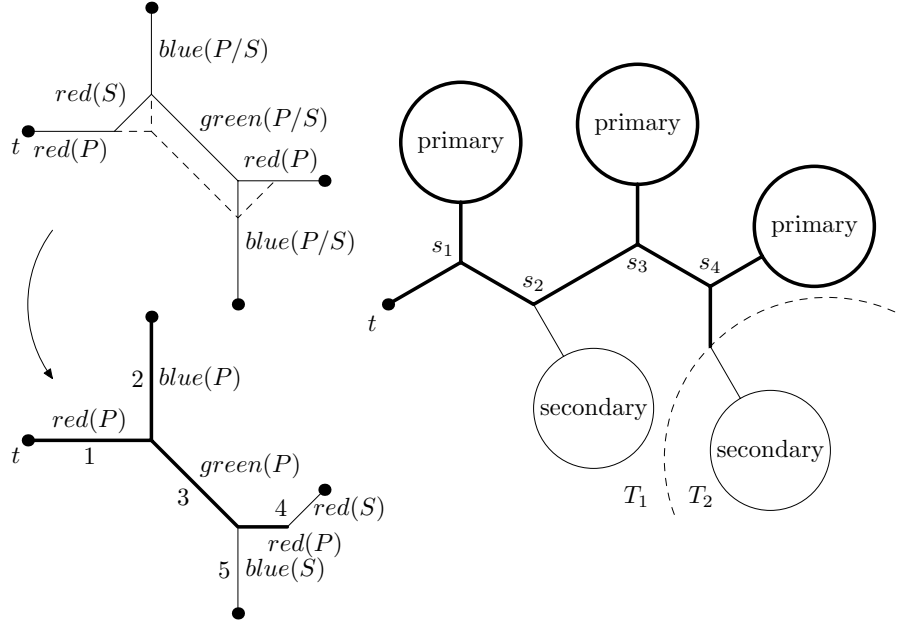 blue(P/S)
red(S)
green(P/S)
t
red(P)
red(P)
blue(P/S)
2
blue(P)
red(P)
t
1
green(P)
3
4
red(S)
red(P)
5
blue(S)
primary
primary
primary
s1
s2
s3
s4
t
secondary
secondary
T1
T2